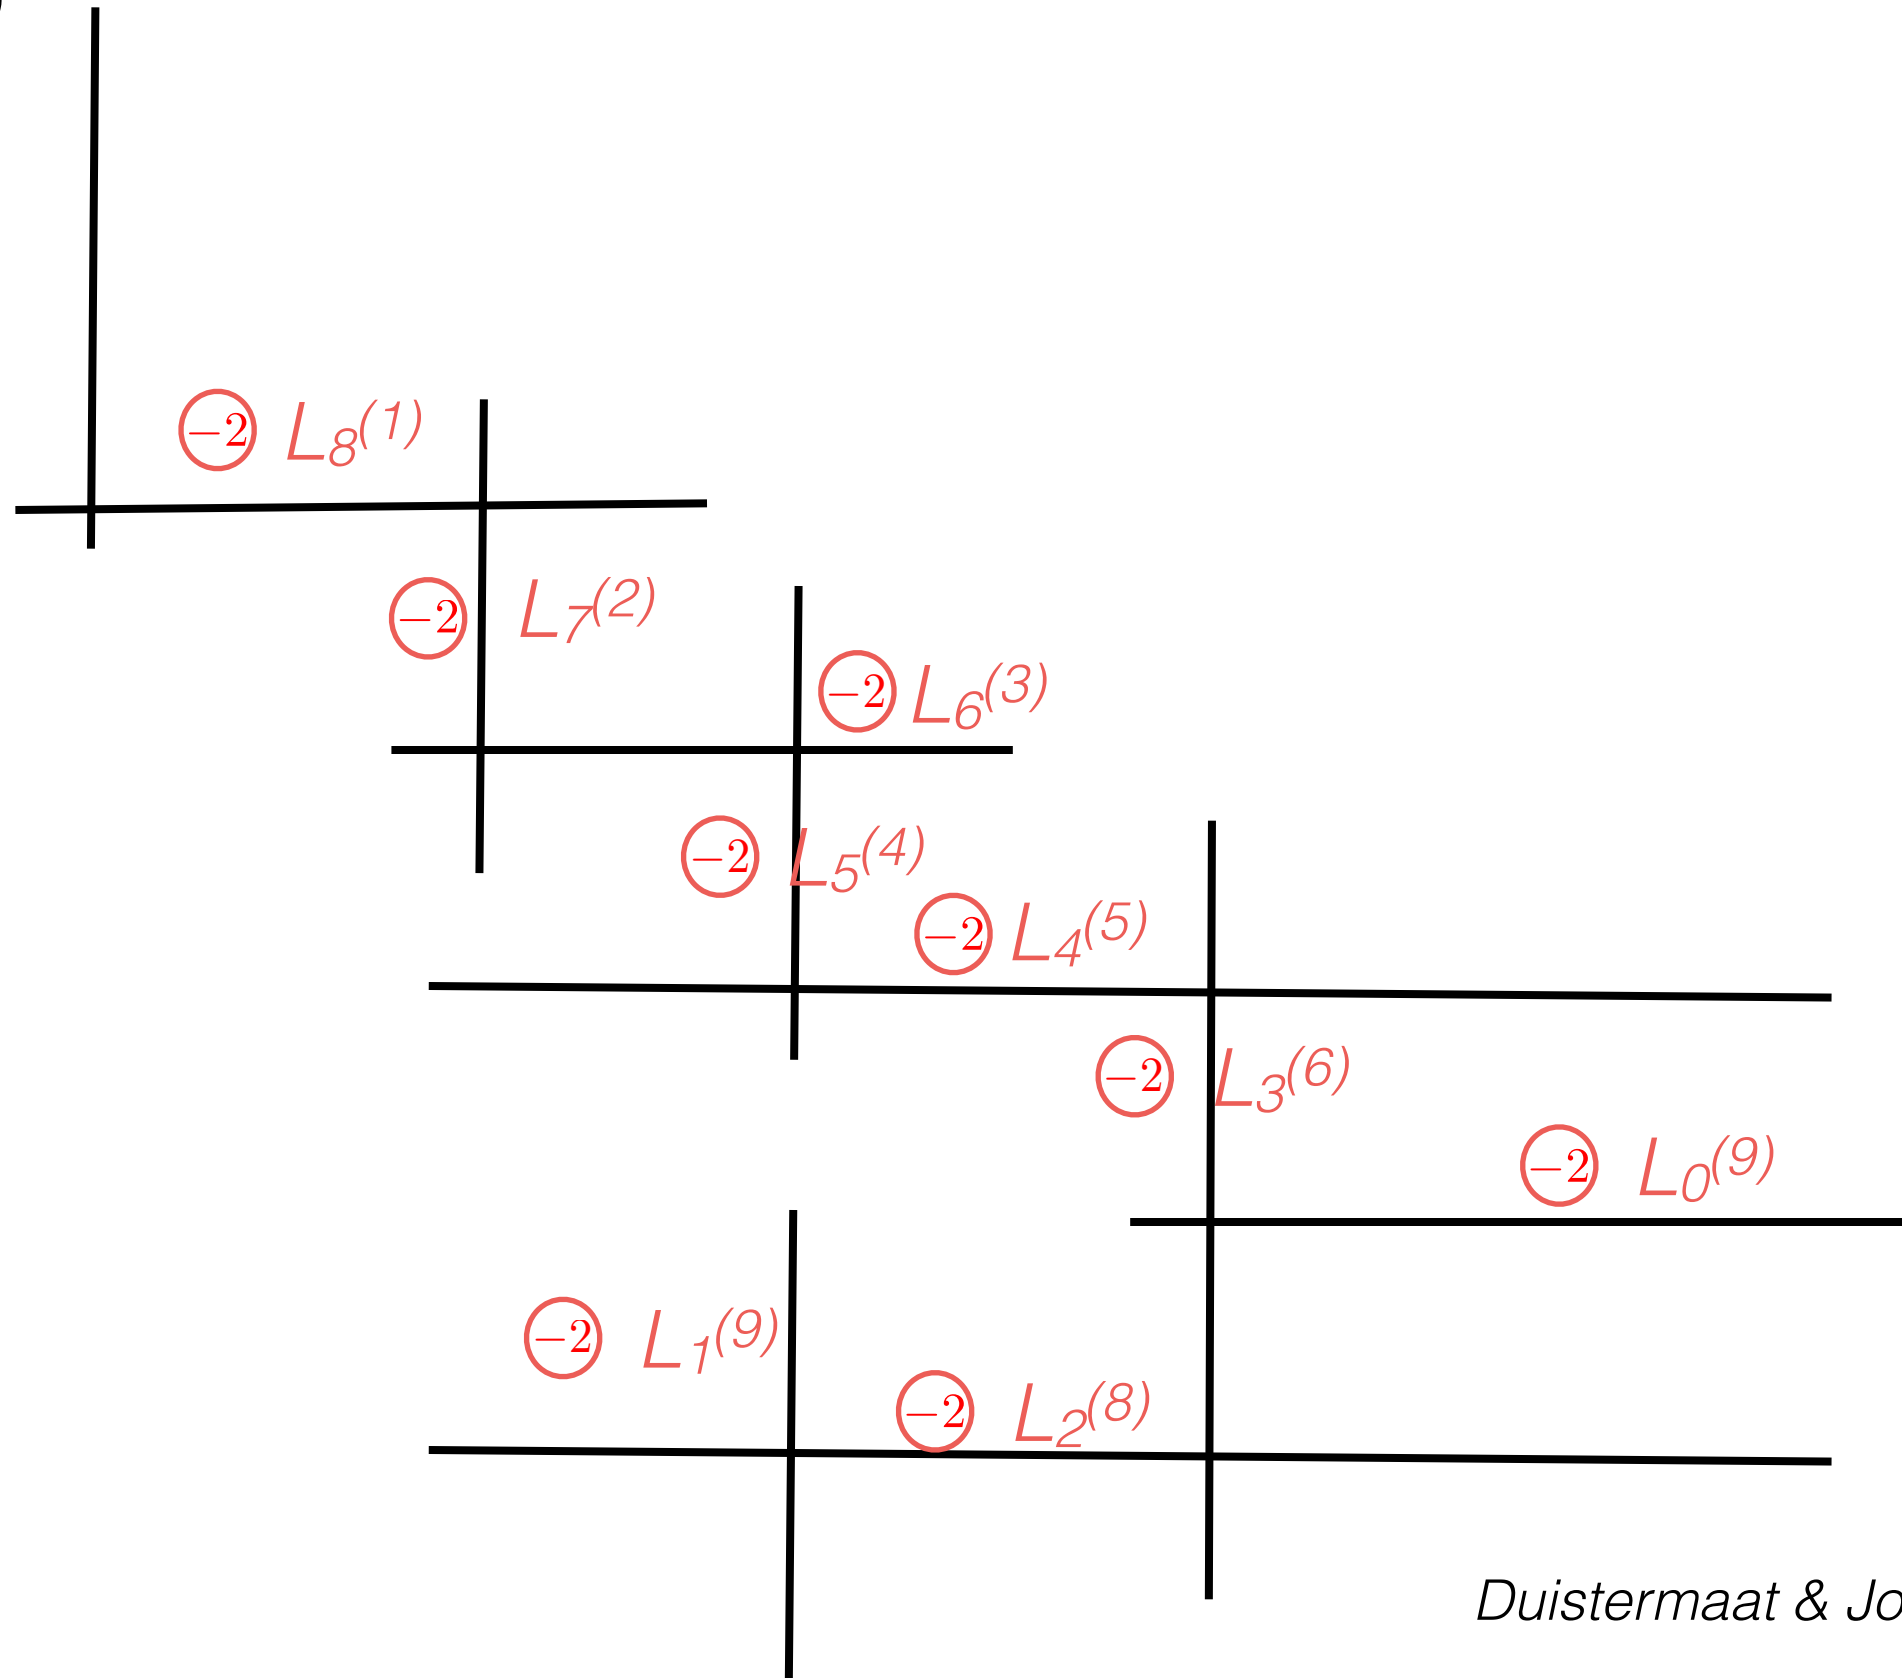 −2 L₈⁽¹⁾
−2 L₇⁽²⁾
−2 L₆⁽³⁾
−2 L₅⁽⁴⁾
−2 L₄⁽⁵⁾
−2 L₃⁽⁶⁾
−2 L₀⁽⁹⁾
−2 L₁⁽⁹⁾
−2 L₂⁽⁸⁾
Duistermaat & Jo